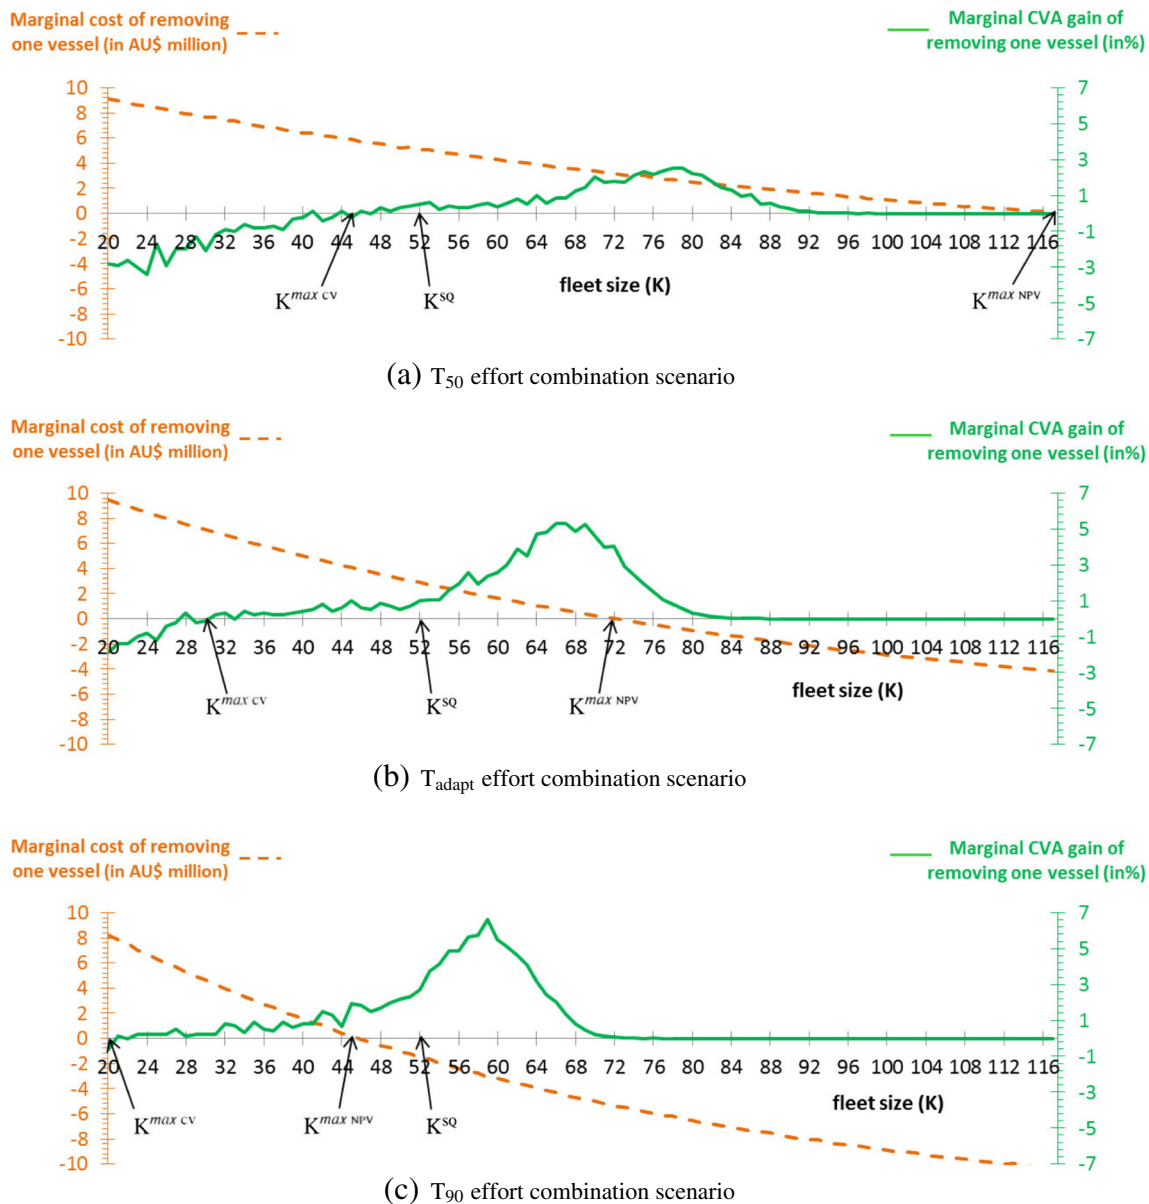 Marginal cost of removing
one vessel (in AU$ million)
Marginal CVA gain of
removing one vessel (in%)
10
8
6
4
2
0
-2
-4
-6
-8
-10
7
5
3
1
-1
-3
-5
-7
20 24 28 32 36 40 44 48 52 56 60 64 68 72 76 80 84 88 92 96 100 104 108 112 116
K^max CV
K^SQ
fleet size (K)
K^max NPV
(a) T50 effort combination scenario
Marginal cost of removing
one vessel (in AU$ million)
Marginal CVA gain of
removing one vessel (in%)
10
8
6
4
2
0
-2
-4
-6
-8
-10
7
5
3
1
-1
-3
-5
-7
20 24 28 32 36 40 44 48 52 56 60 64 68 72 76 80 84 88 92 96 100 104 108 112 116
K^max CV
K^SQ
K^max NPV
fleet size (K)
(b) Tadapt effort combination scenario
Marginal cost of removing
one vessel (in AU$ million)
Marginal CVA gain of
removing one vessel (in%)
10
8
6
4
2
0
-2
-4
-6
-8
-10
7
5
3
1
-1
-3
-5
-7
20 24 28 32 36 40 44 48 52 56 60 64 68 72 76 80 84 88 92 96 100 104 108 112 116
K^max CV
K^max NPV
K^SQ
fleet size (K)
(c) T90 effort combination scenario